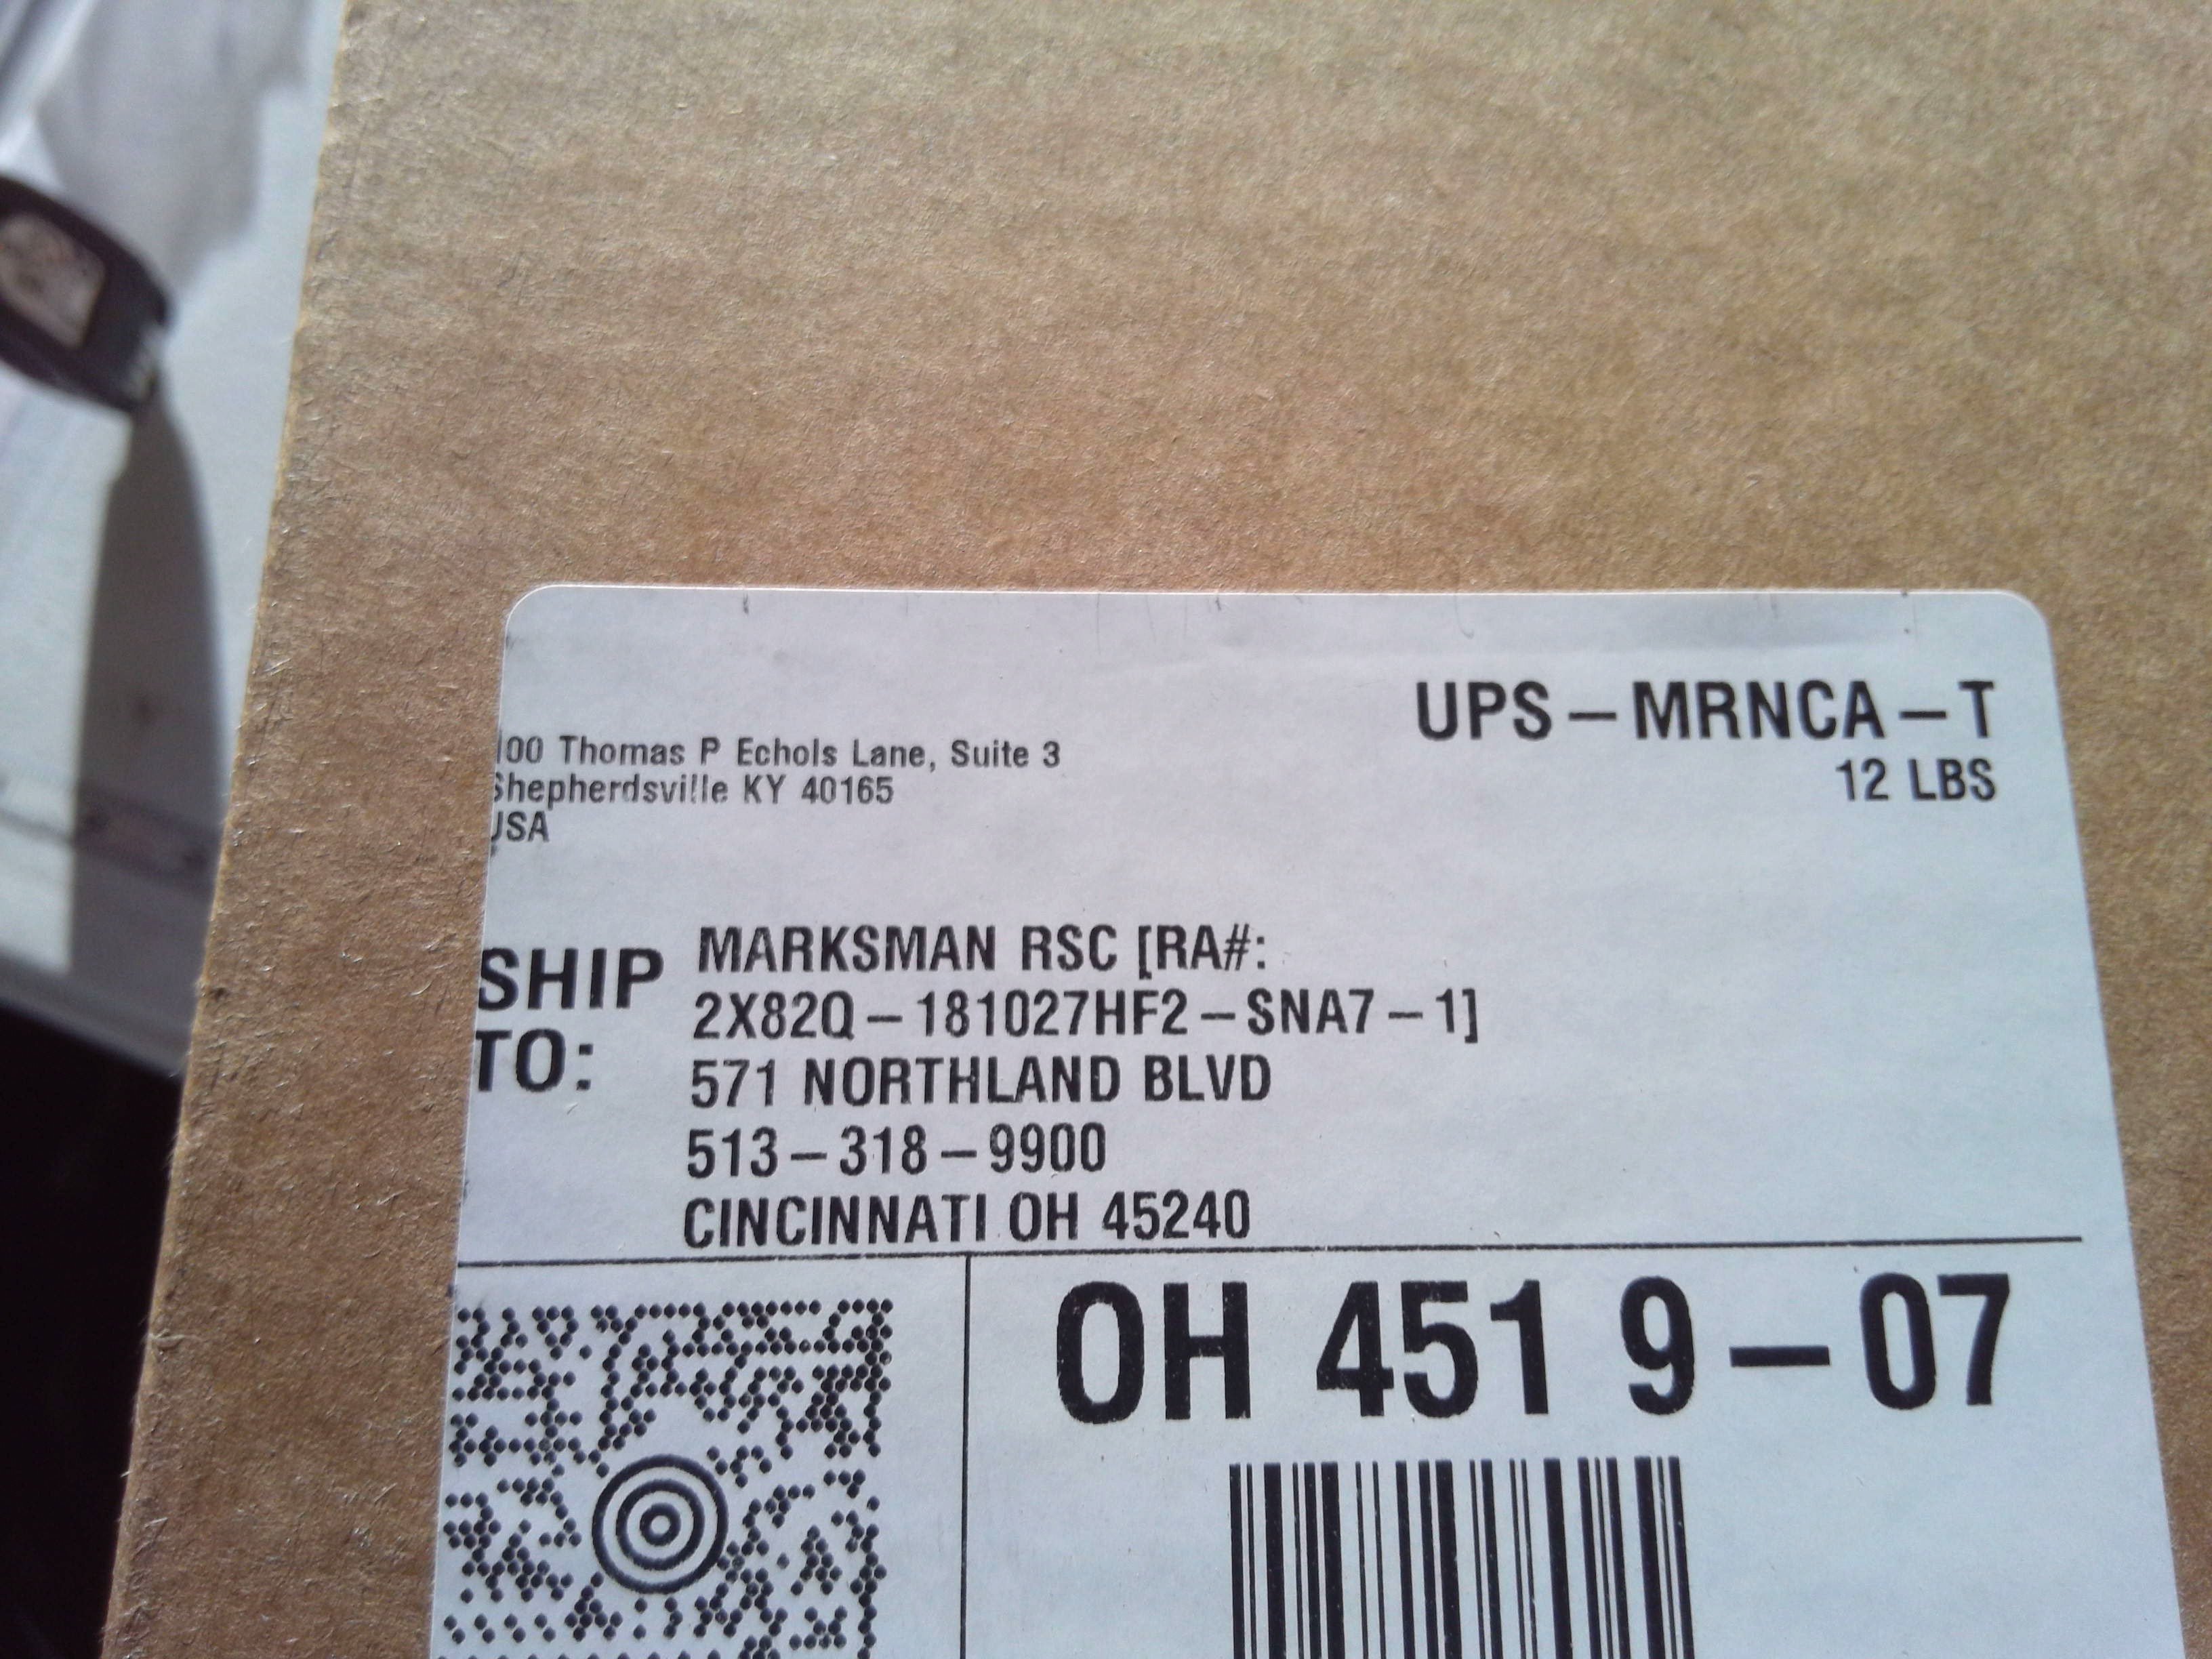 UPS-MRNCA-T
12 LBS
100 Thomas P Echols Lane, Suite 3
Shepherdsville KY 40165
USA
SHIP TO:
MARKSMAN RSC [RA#:
2X82Q-181027HF2-SNA7-1]
571 NORTHLAND BLVD
513-318-9900
CINCINNATI OH 45240
OH 451 9-07